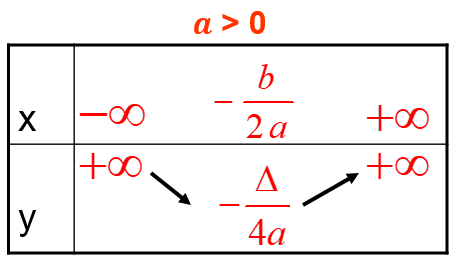 a > 0
x −∞ −b/2a +∞
y +∞ −Δ/4a +∞